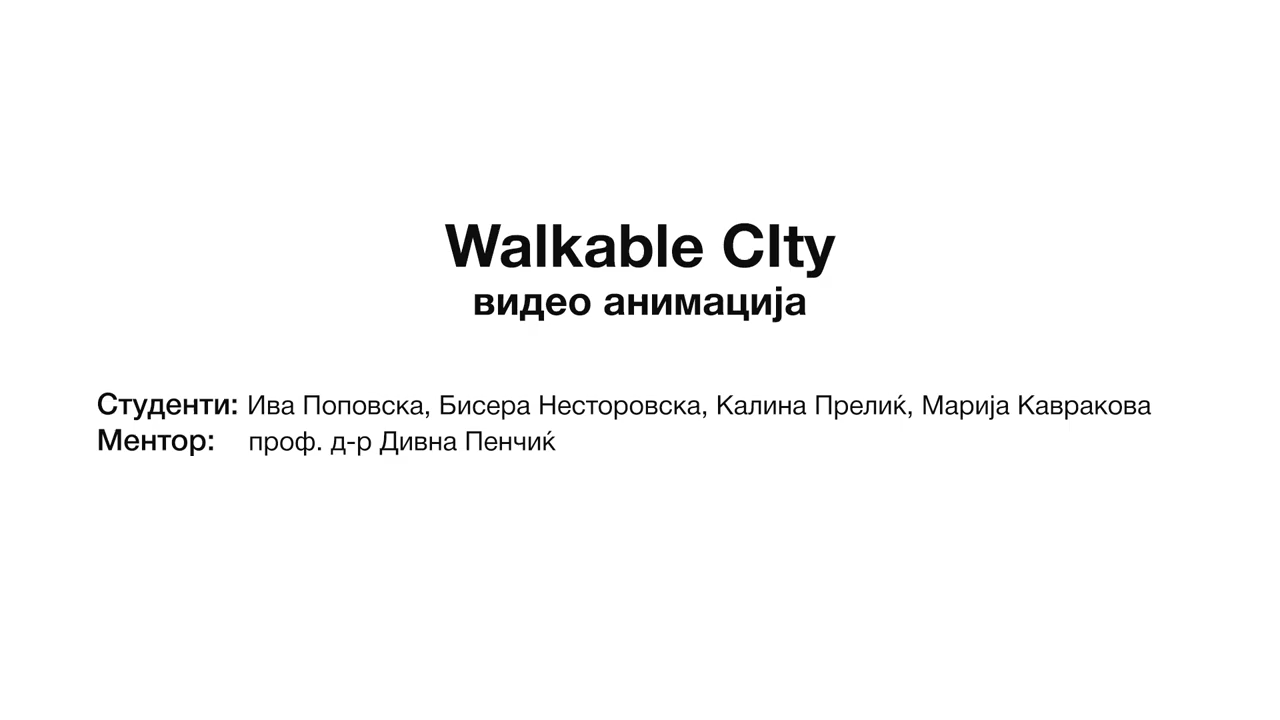 Walkable CIty
видео анимација
Студенти: Ива Поповска, Бисера Несторовска, Калина Прелиќ, Марија Кавракова
Ментор: проф. д-р Дивна Пенчиќ